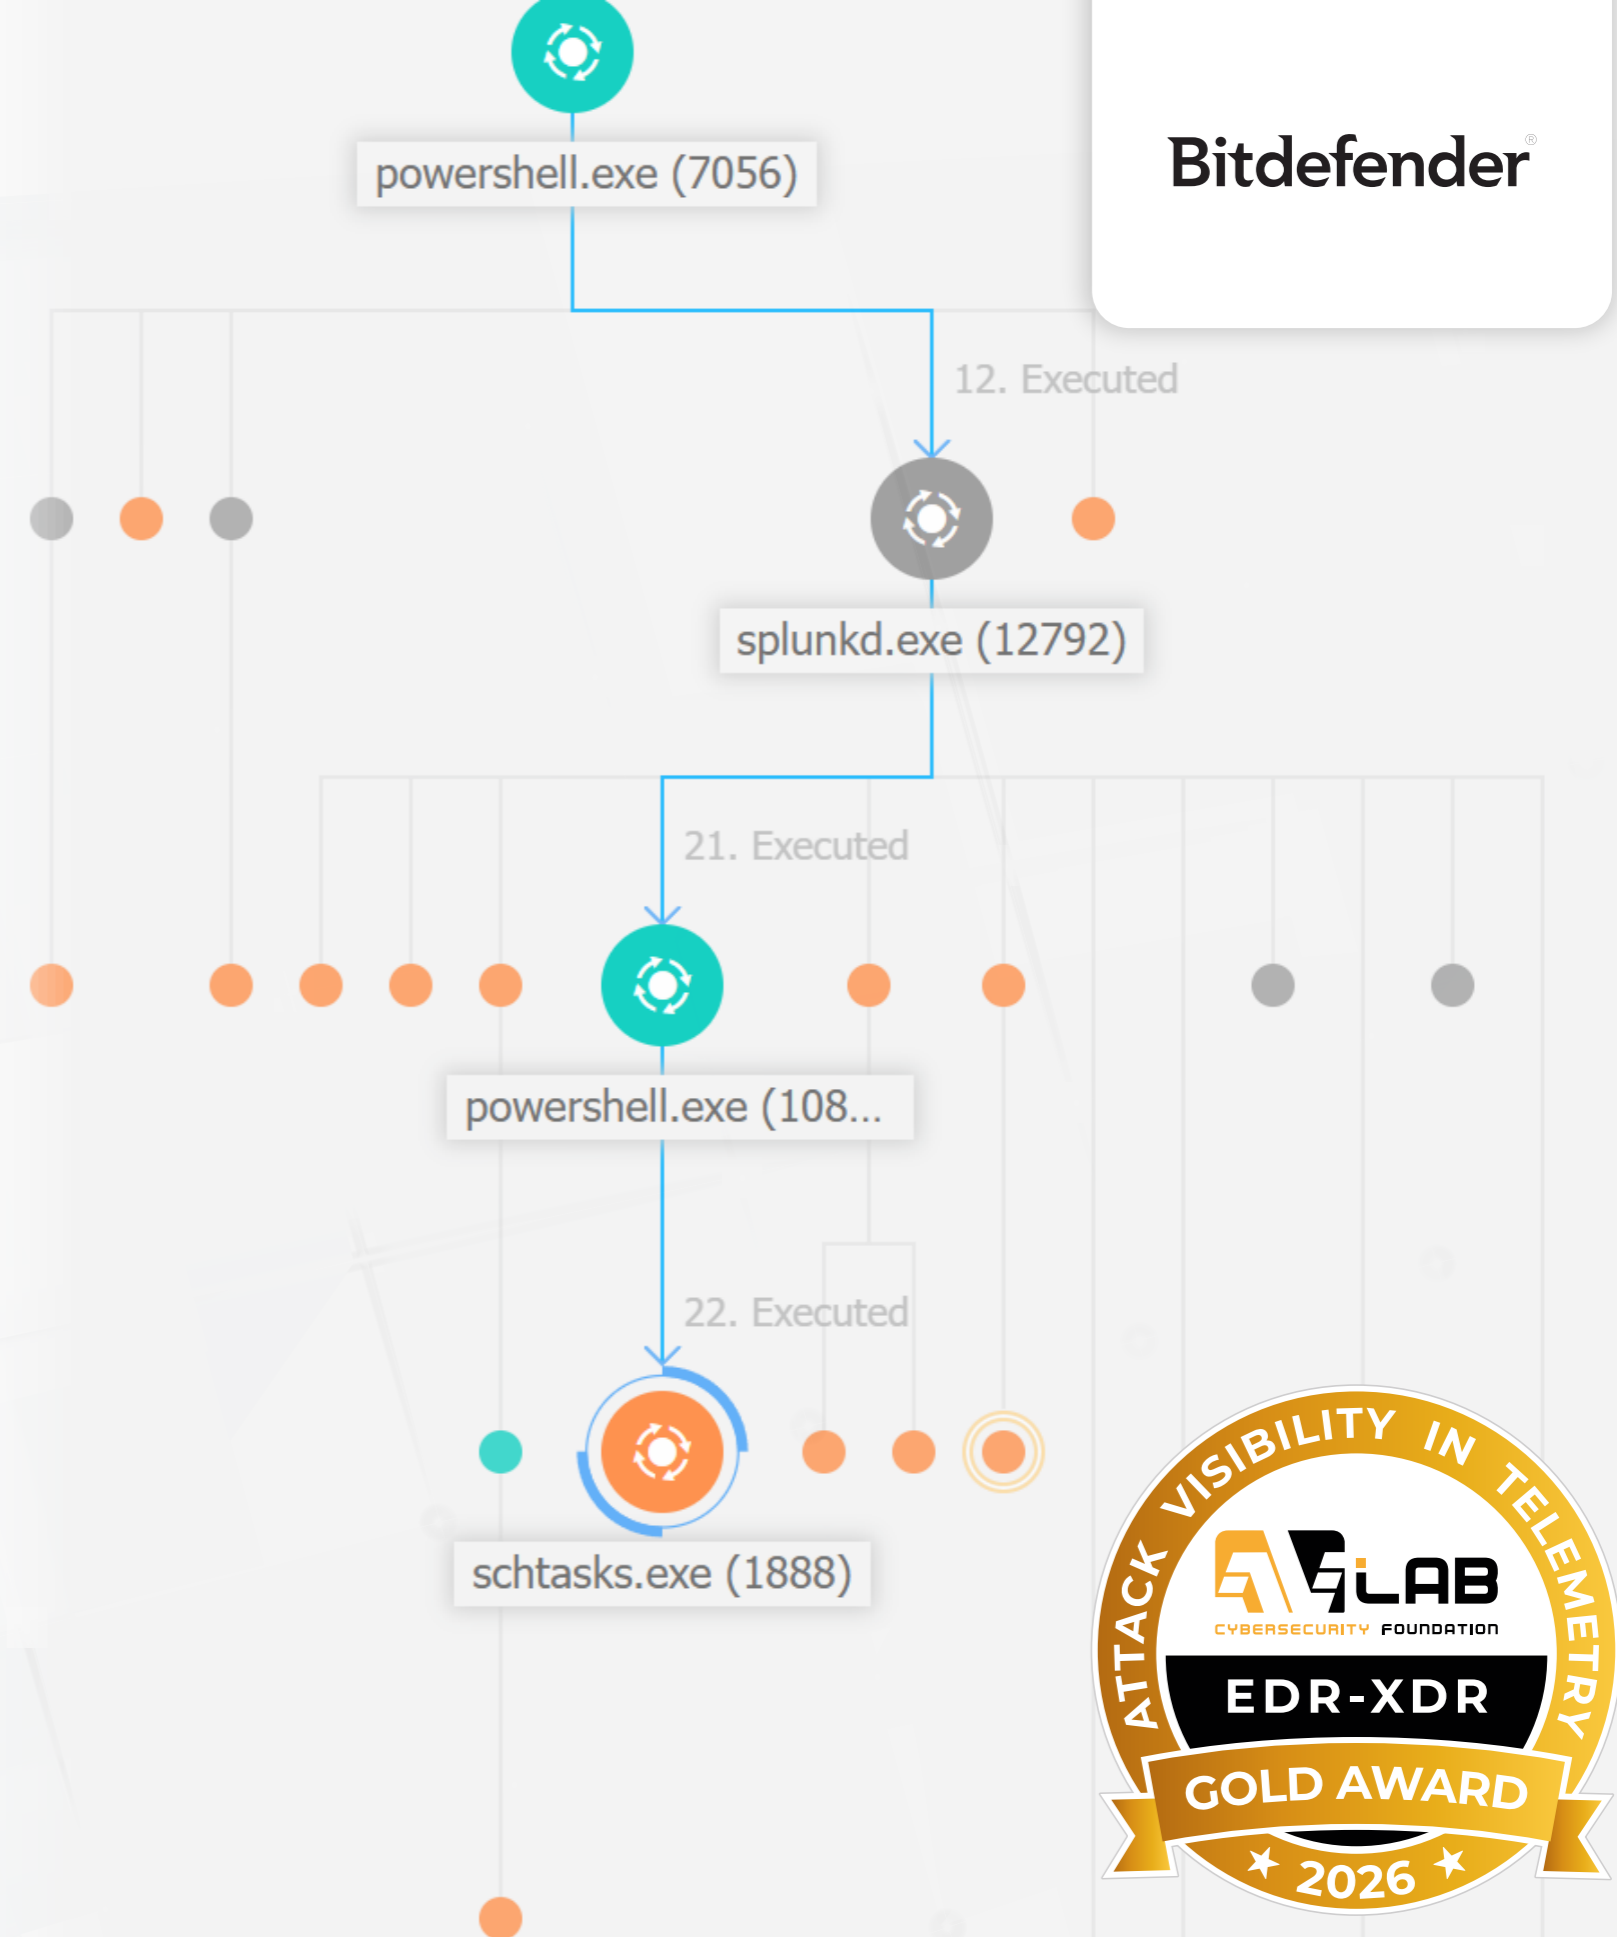 Bitdefender®
powershell.exe (7056)
12. Executed
splunkd.exe (12792)
21. Executed
powershell.exe (108...
22. Executed
schtasks.exe (1888)
ATTACK VISIBILITY IN TELEMETRY
AVLAB
CYBERSECURITY FOUNDATION
EDR-XDR
GOLD AWARD
2026